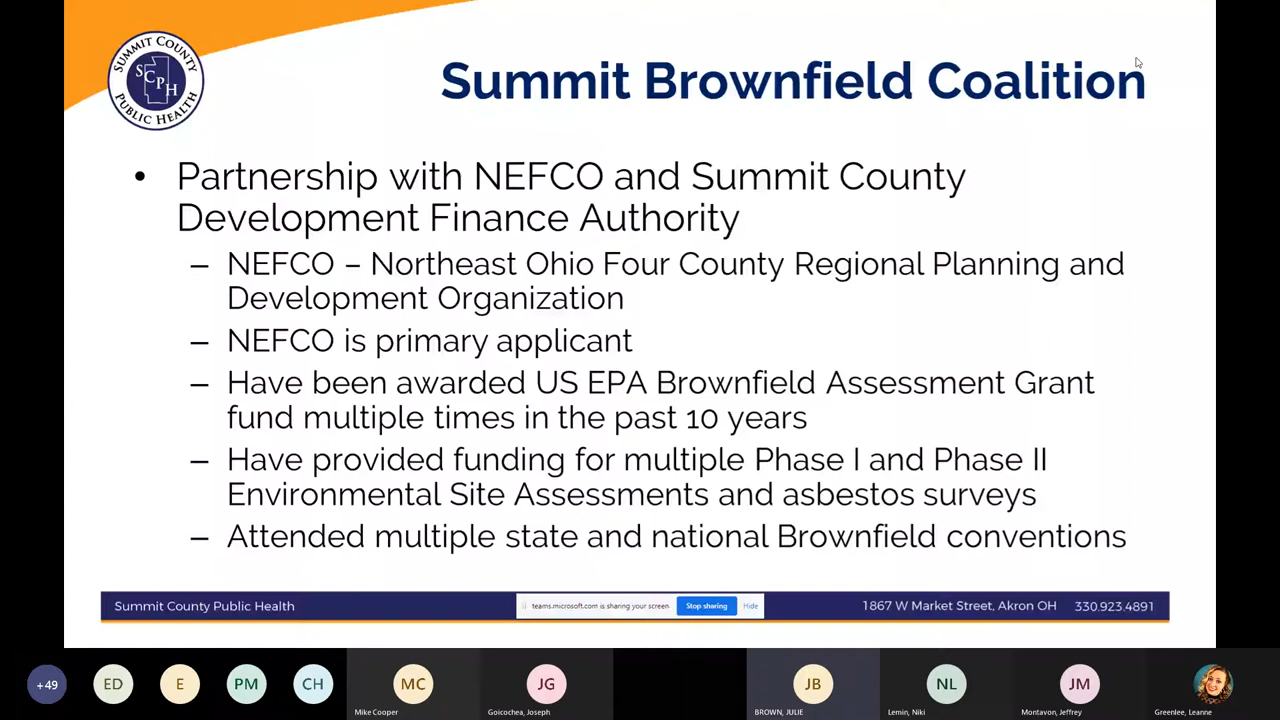 SUMMIT COUNTY
SCPH
PUBLIC HEALTH
Summit Brownfield Coalition
• Partnership with NEFCO and Summit County
Development Finance Authority
– NEFCO – Northeast Ohio Four County Regional Planning and
Development Organization
– NEFCO is primary applicant
– Have been awarded US EPA Brownfield Assessment Grant
fund multiple times in the past 10 years
– Have provided funding for multiple Phase I and Phase II
Environmental Site Assessments and asbestos surveys
– Attended multiple state and national Brownfield conventions
Summit County Public Health
teams.microsoft.com is sharing your screen. Stop sharing Hide
1867 W Market Street, Akron OH 330.923.4891
+49 ED E PM CH MC JG JB NL JM
Mike Cooper Goicochea, Joseph BROWN, JULIE Lemin, Niki Montavon, Jeffrey Greenlee, Leanne